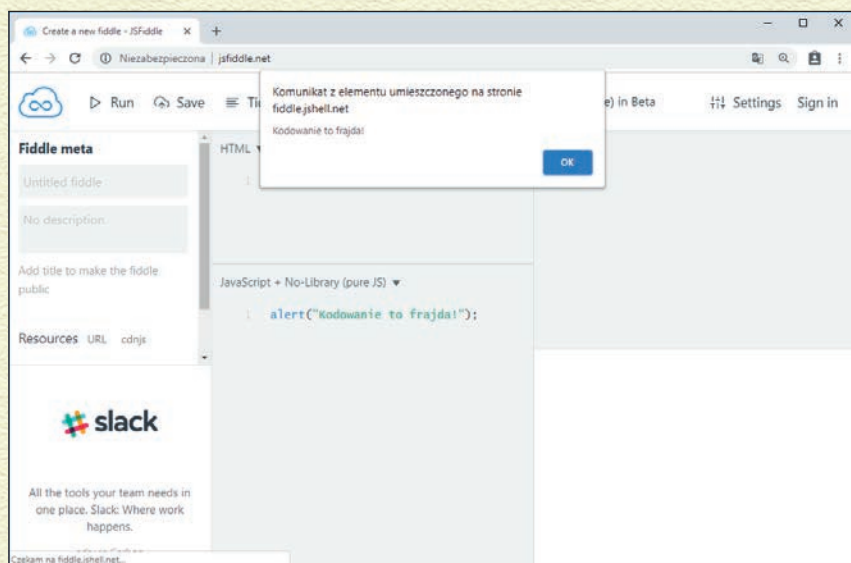 Create a new fiddle - JSFiddle
Niezabezpieczona | jsfiddle.net
Run Save Ti
e) in Beta
Settings Sign in
Komunikat z elementu umieszczonego na stronie
fiddle.jshell.net
Kodowanie to frajda!
OK
Fiddle meta
Untitled fiddle
No description
Add title to make the fiddle
public
Resources URL cdnjs
HTML
1
JavaScript + No-Library (pure JS)
1 alert("Kodowanie to frajda!");
slack
All the tools your team needs in
one place. Slack: Where work
happens.
Czekam na fiddle.jshell.net...